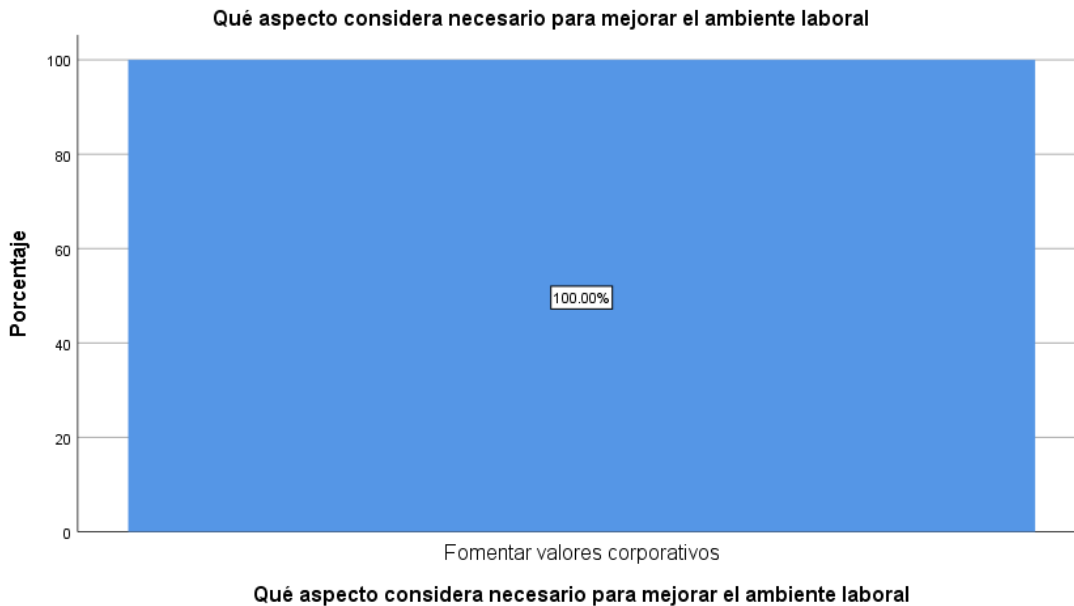 Qué aspecto considera necesario para mejorar el ambiente laboral
100
80
60
40
20
0
Porcentaje
100.00%
Fomentar valores corporativos
Qué aspecto considera necesario para mejorar el ambiente laboral